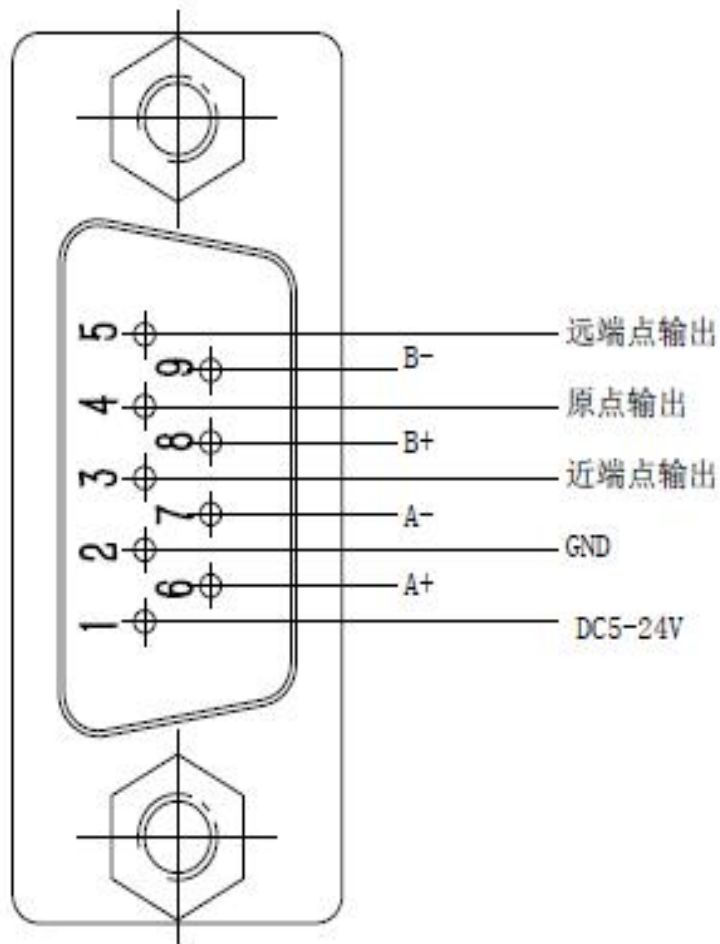 5 远端点输出
9 B-
4 原点输出
8 B+
3 近端点输出
7 A-
2 GND
6 A+
1 DC5-24V